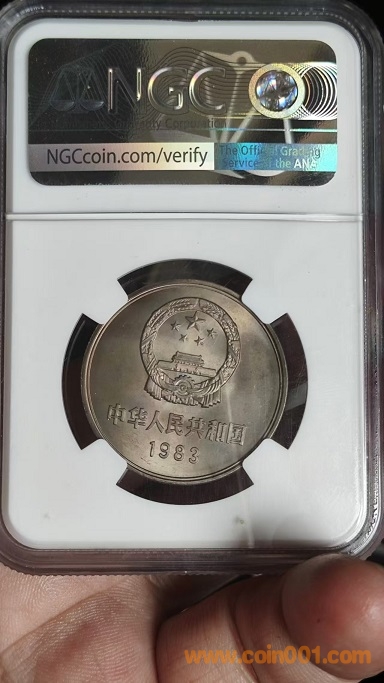 NGC
NGCcoin.com/verify
The Official Grading
Service of the ANA
中华人民共和国
1983
www.coin001.com